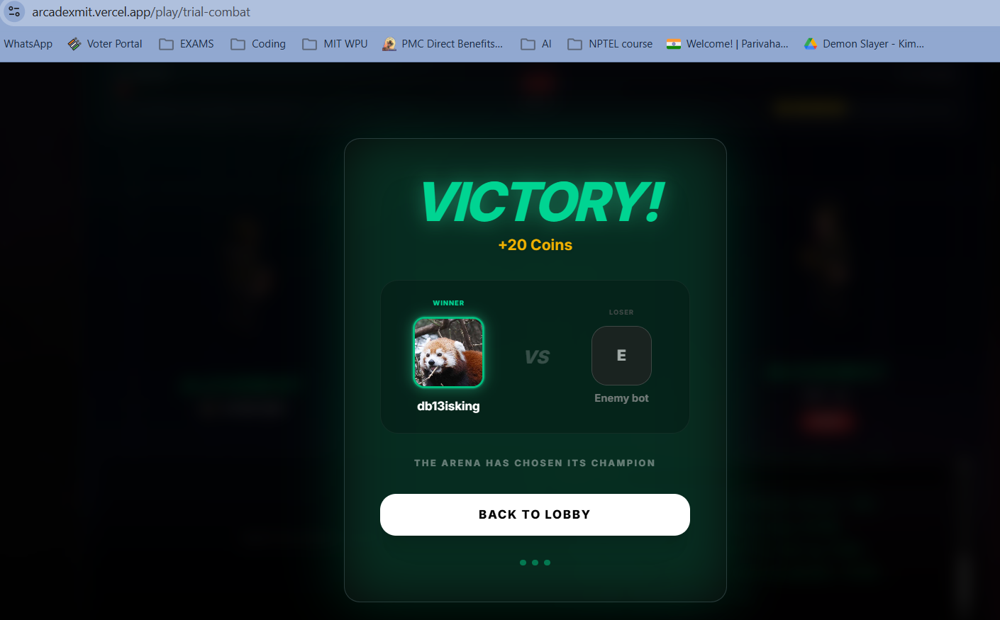 arcadexmit.vercel.app/play/trial-combat
WhatsApp Voter Portal EXAMS Coding MIT WPU PMC Direct Benefits... AI NPTEL course Welcome! | Parivaha... Demon Slayer - Kim...
VICTORY!
+20 Coins
WINNER
LOSER
VS
E
db13isking
Enemy bot
THE ARENA HAS CHOSEN ITS CHAMPION
BACK TO LOBBY